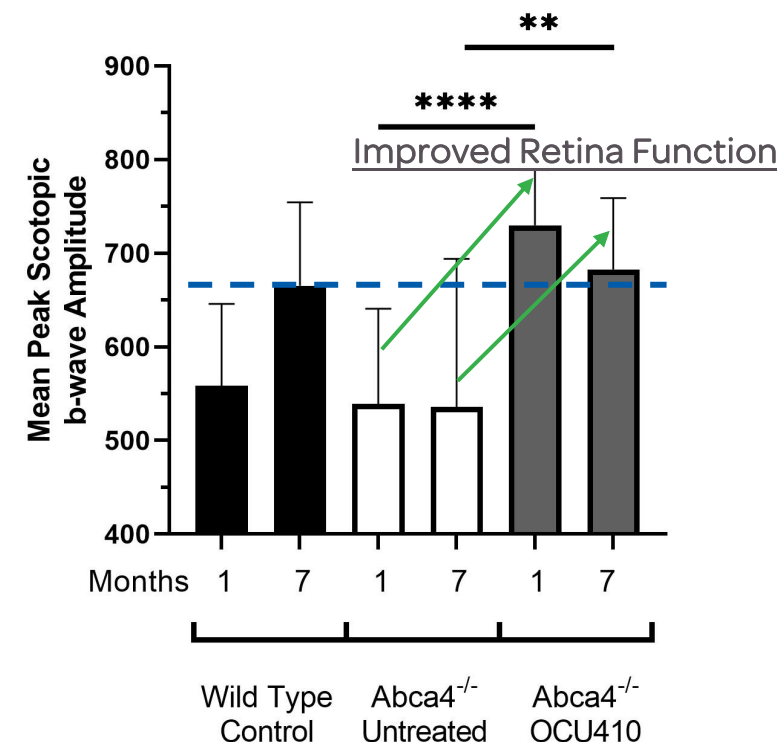 **
****
Improved Retina Function
Mean Peak Scotopic
b-wave Amplitude
900
800
700
600
500
400
Months 1 7 1 7 1 7
Wild Type Control
Abca4-/- Untreated
Abca4-/- OCU410